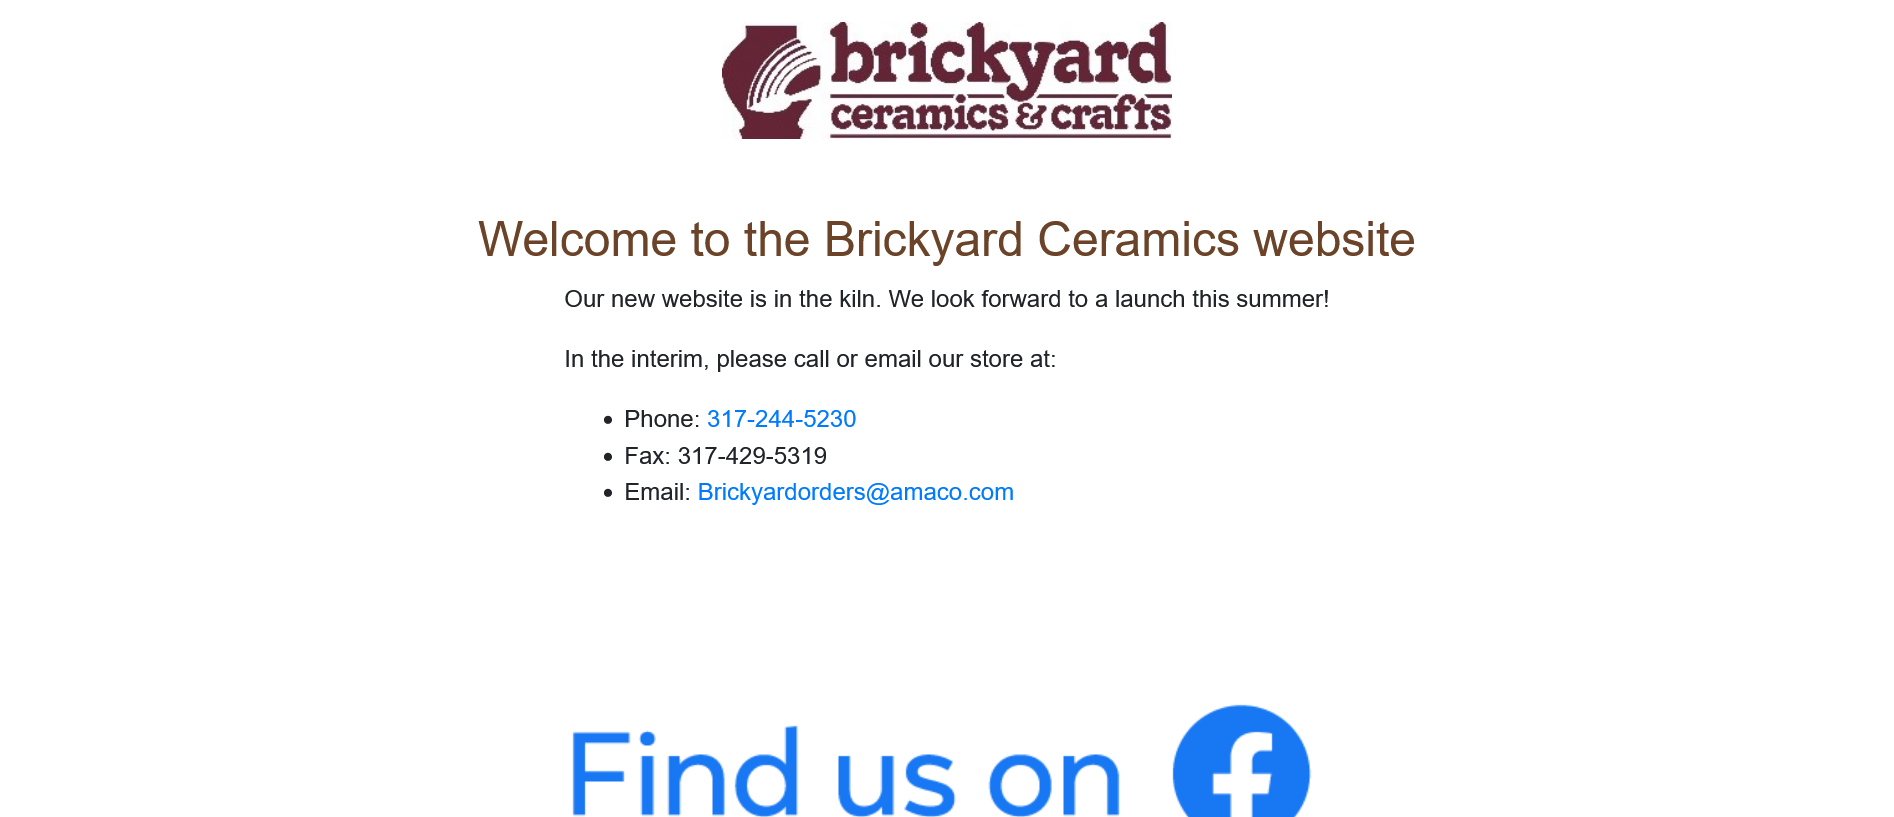 brickyard
ceramics & crafts
Welcome to the Brickyard Ceramics website
Our new website is in the kiln. We look forward to a launch this summer!
In the interim, please call or email our store at:
Phone: 317-244-5230
Fax: 317-429-5319
Email: Brickyardorders@amaco.com
Find us on f